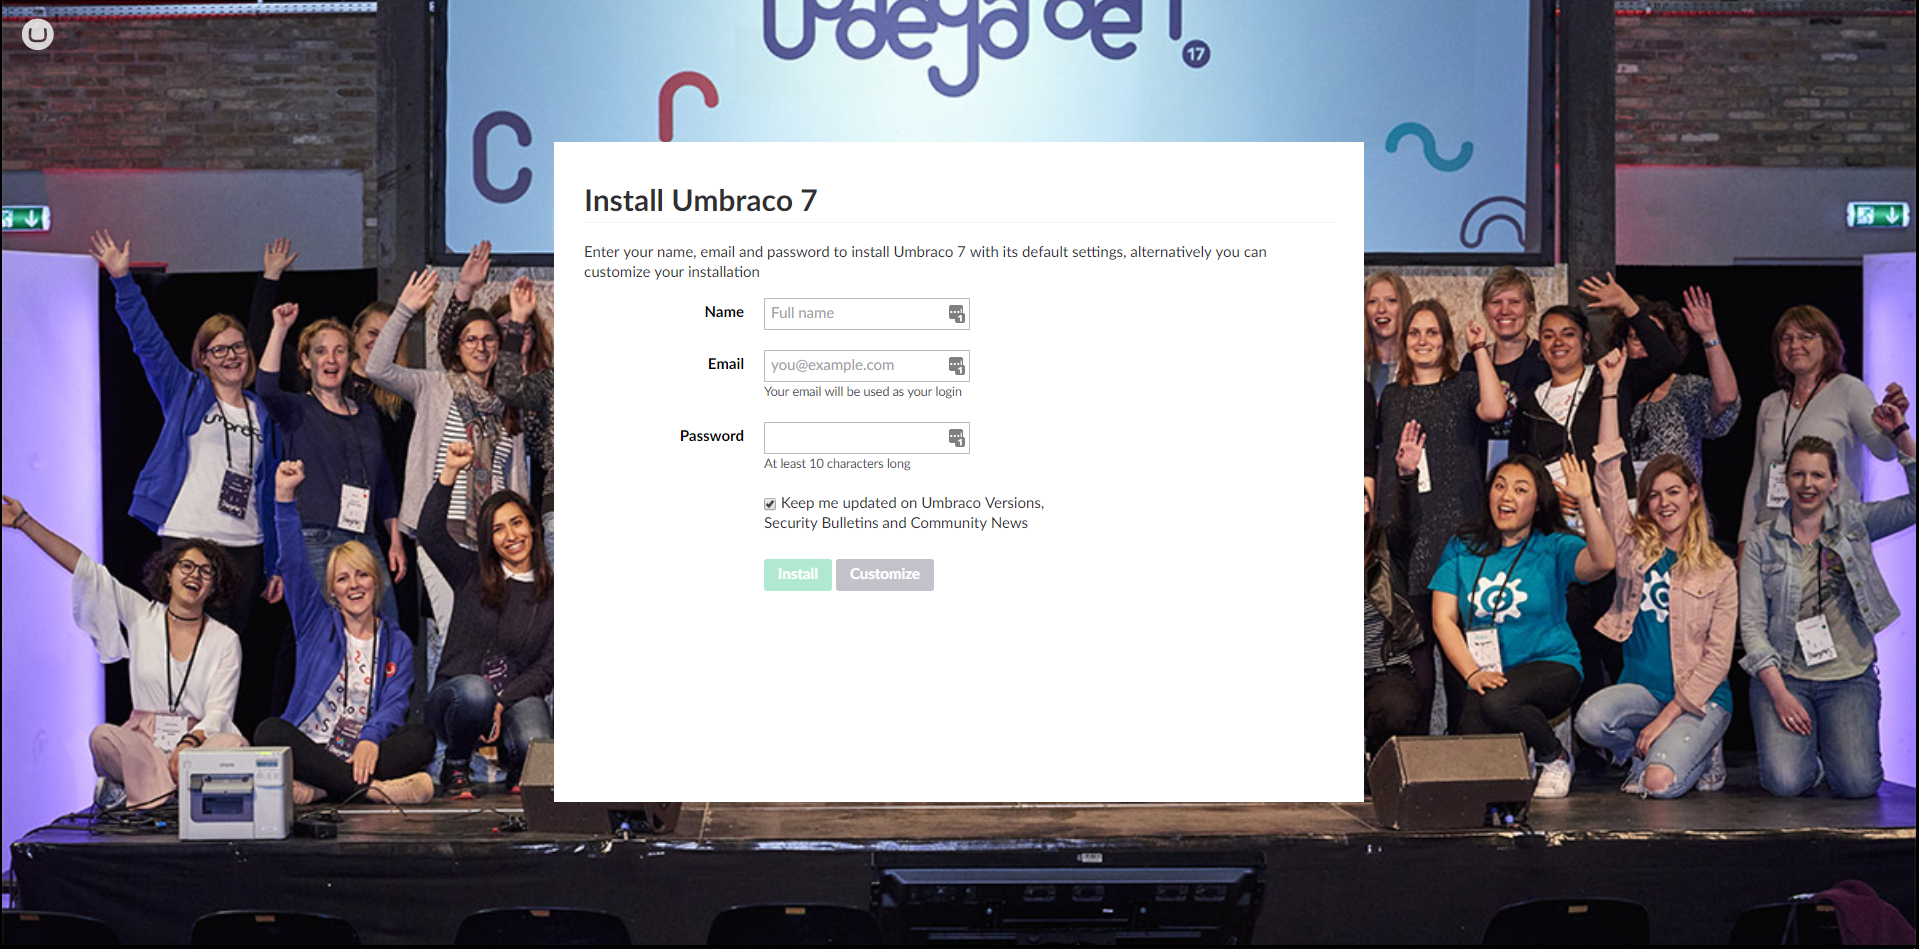 17
Install Umbraco 7
Enter your name, email and password to install Umbraco 7 with its default settings, alternatively you can
customize your installation
Name
Full name
Email
you@example.com
Your email will be used as your login
Password
At least 10 characters long
Keep me updated on Umbraco Versions,
Security Bulletins and Community News
Install
Customize